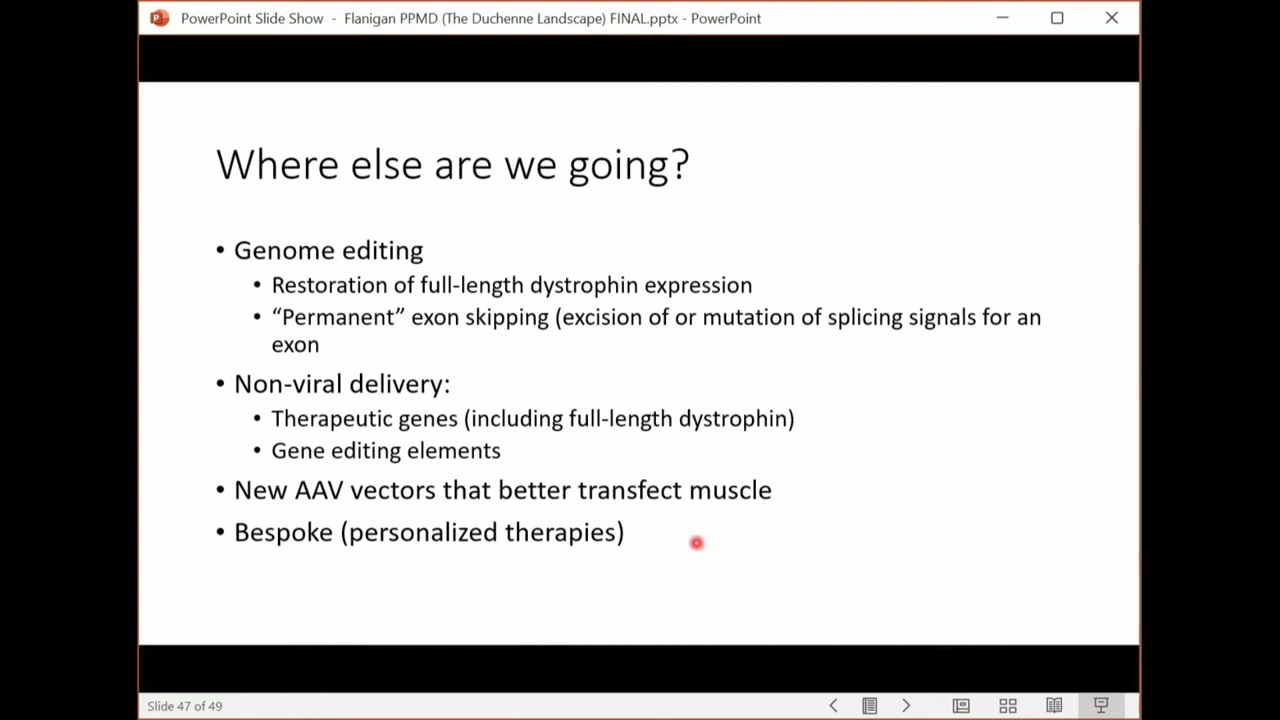 PowerPoint Slide Show - Flanigan PPMD (The Duchenne Landscape) FINAL.pptx - PowerPoint
Where else are we going?
• Genome editing
• Restoration of full-length dystrophin expression
• “Permanent” exon skipping (excision of or mutation of splicing signals for an
exon
• Non-viral delivery:
• Therapeutic genes (including full-length dystrophin)
• Gene editing elements
• New AAV vectors that better transfect muscle
• Bespoke (personalized therapies)
Slide 47 of 49